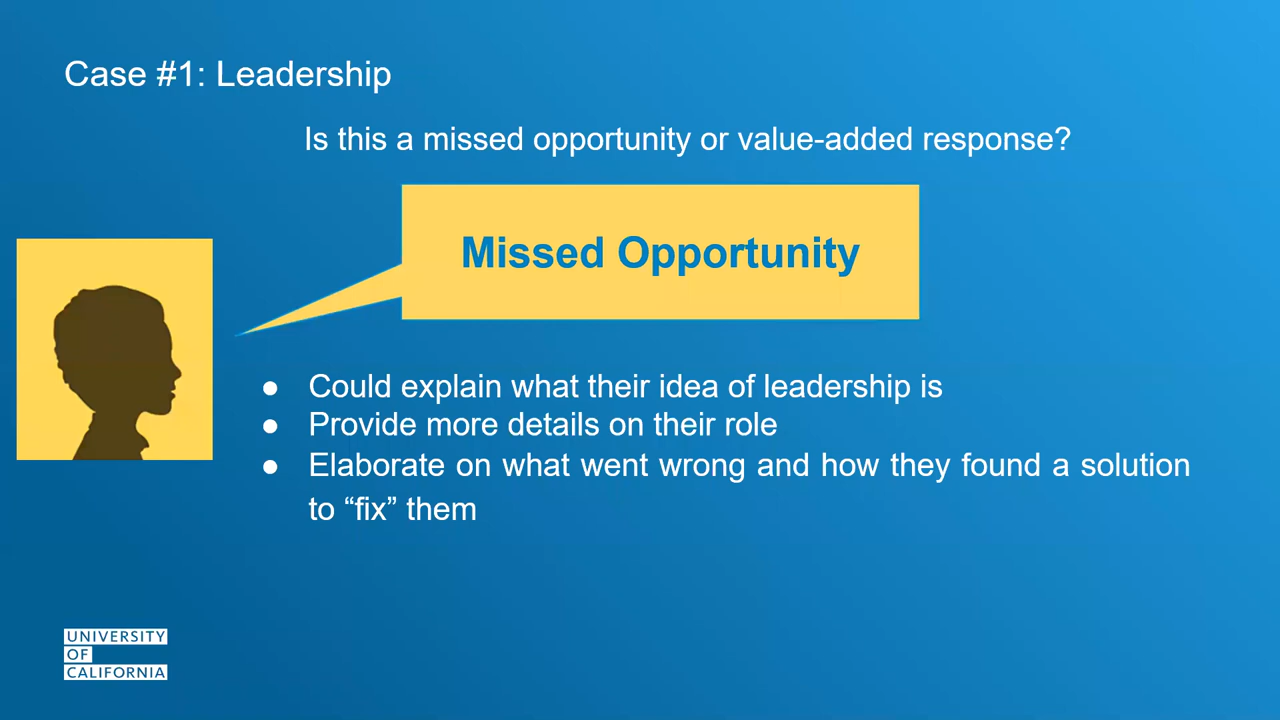 Case #1: Leadership
Is this a missed opportunity or value-added response?
Missed Opportunity
● Could explain what their idea of leadership is
● Provide more details on their role
● Elaborate on what went wrong and how they found a solution
to “fix” them
UNIVERSITY
OF
CALIFORNIA